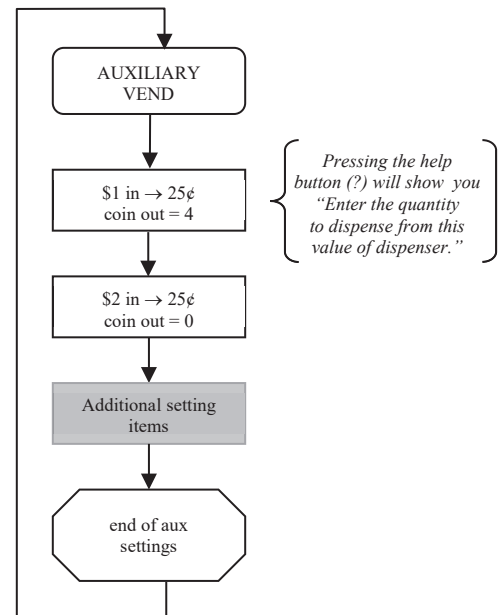 AUXILIARY
VEND
$1 in → 25¢
coin out = 4
Pressing the help
button (?) will show you
“Enter the quantity
to dispense from this
value of dispenser.”
$2 in → 25¢
coin out = 0
Additional setting
items
end of aux
settings